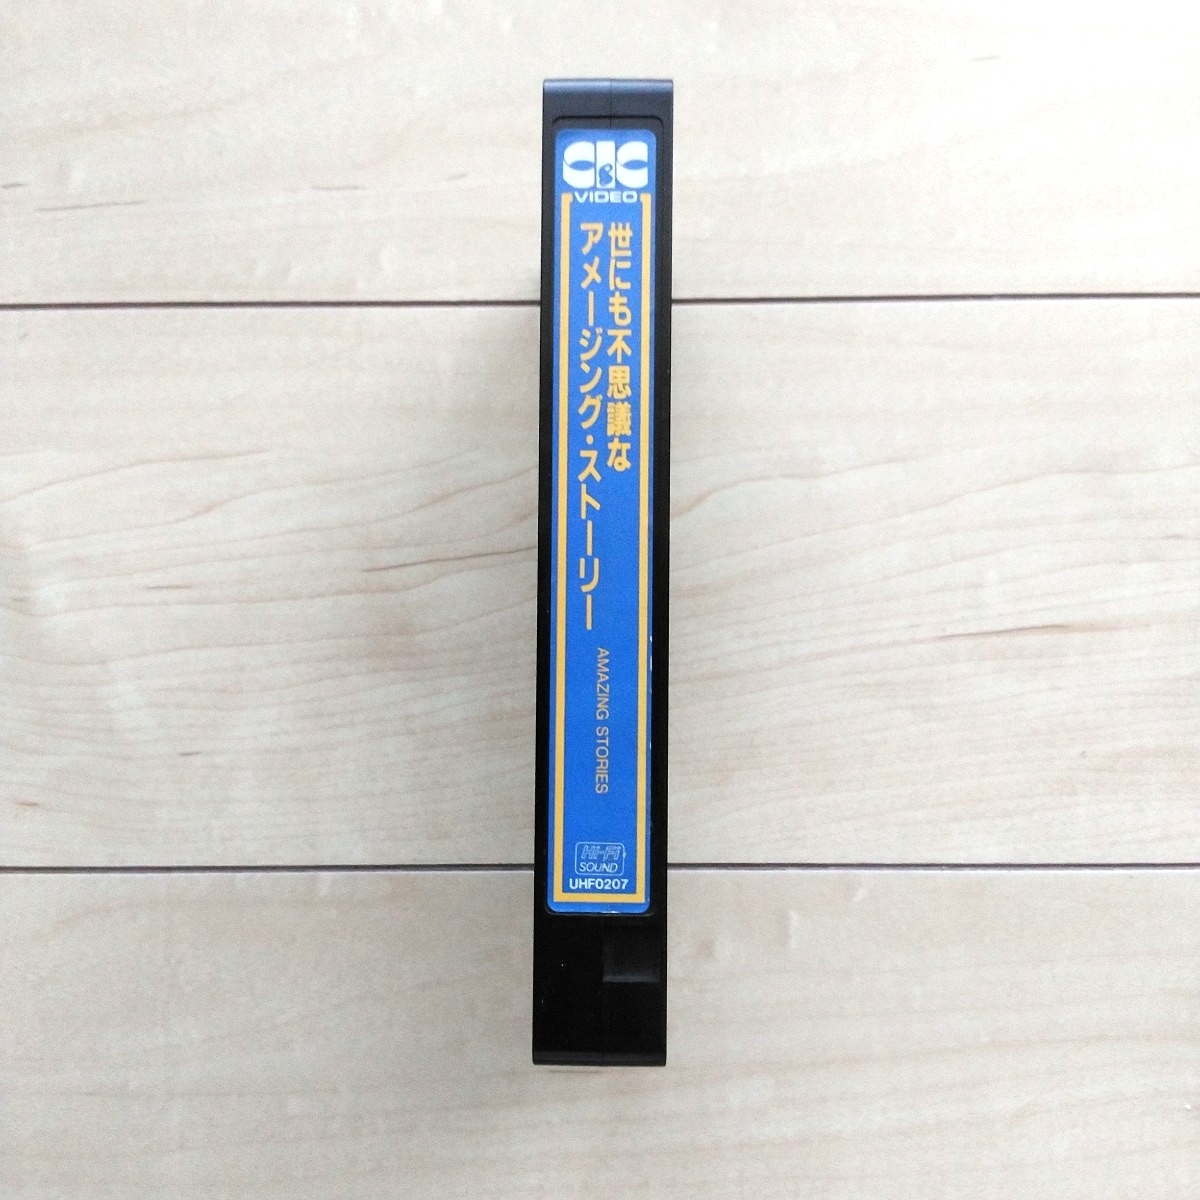 CIC
VIDEO
世にも不思議な
アメージング・ストーリー
AMAZING STORIES
Hi-Fi
SOUND
UHF0207